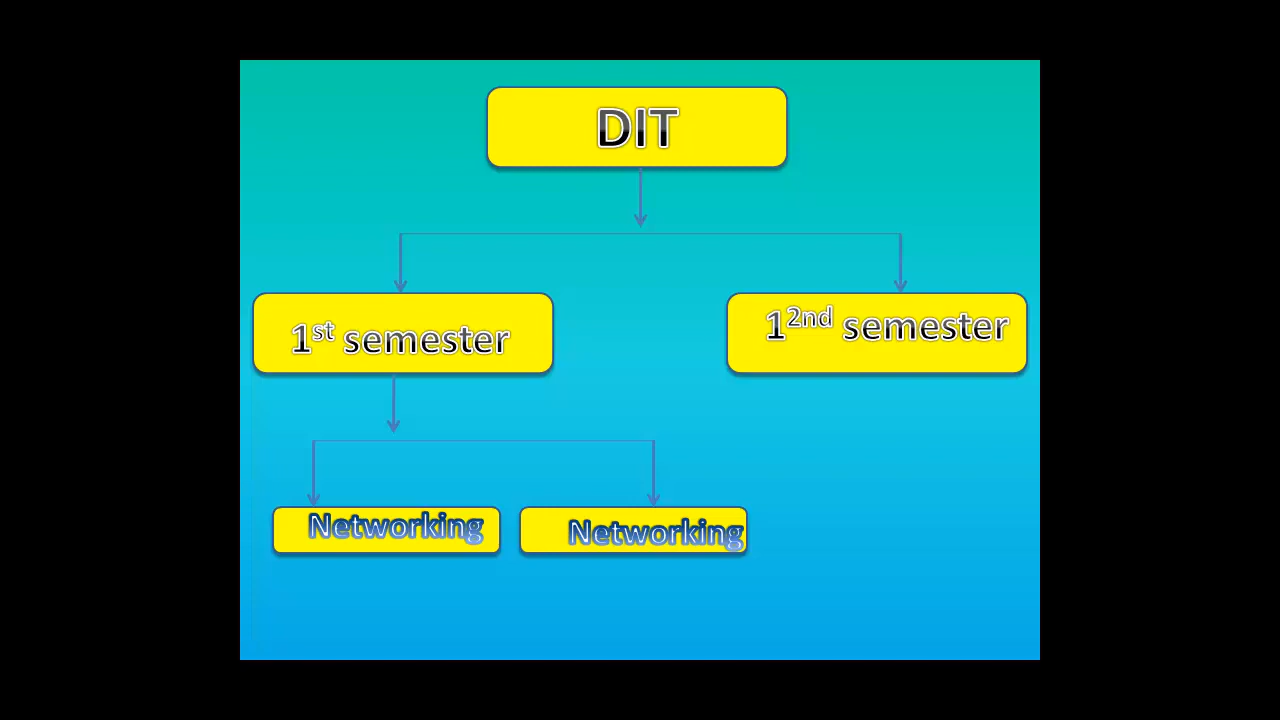 DIT
1st semester
12nd semester
Networking
Networking